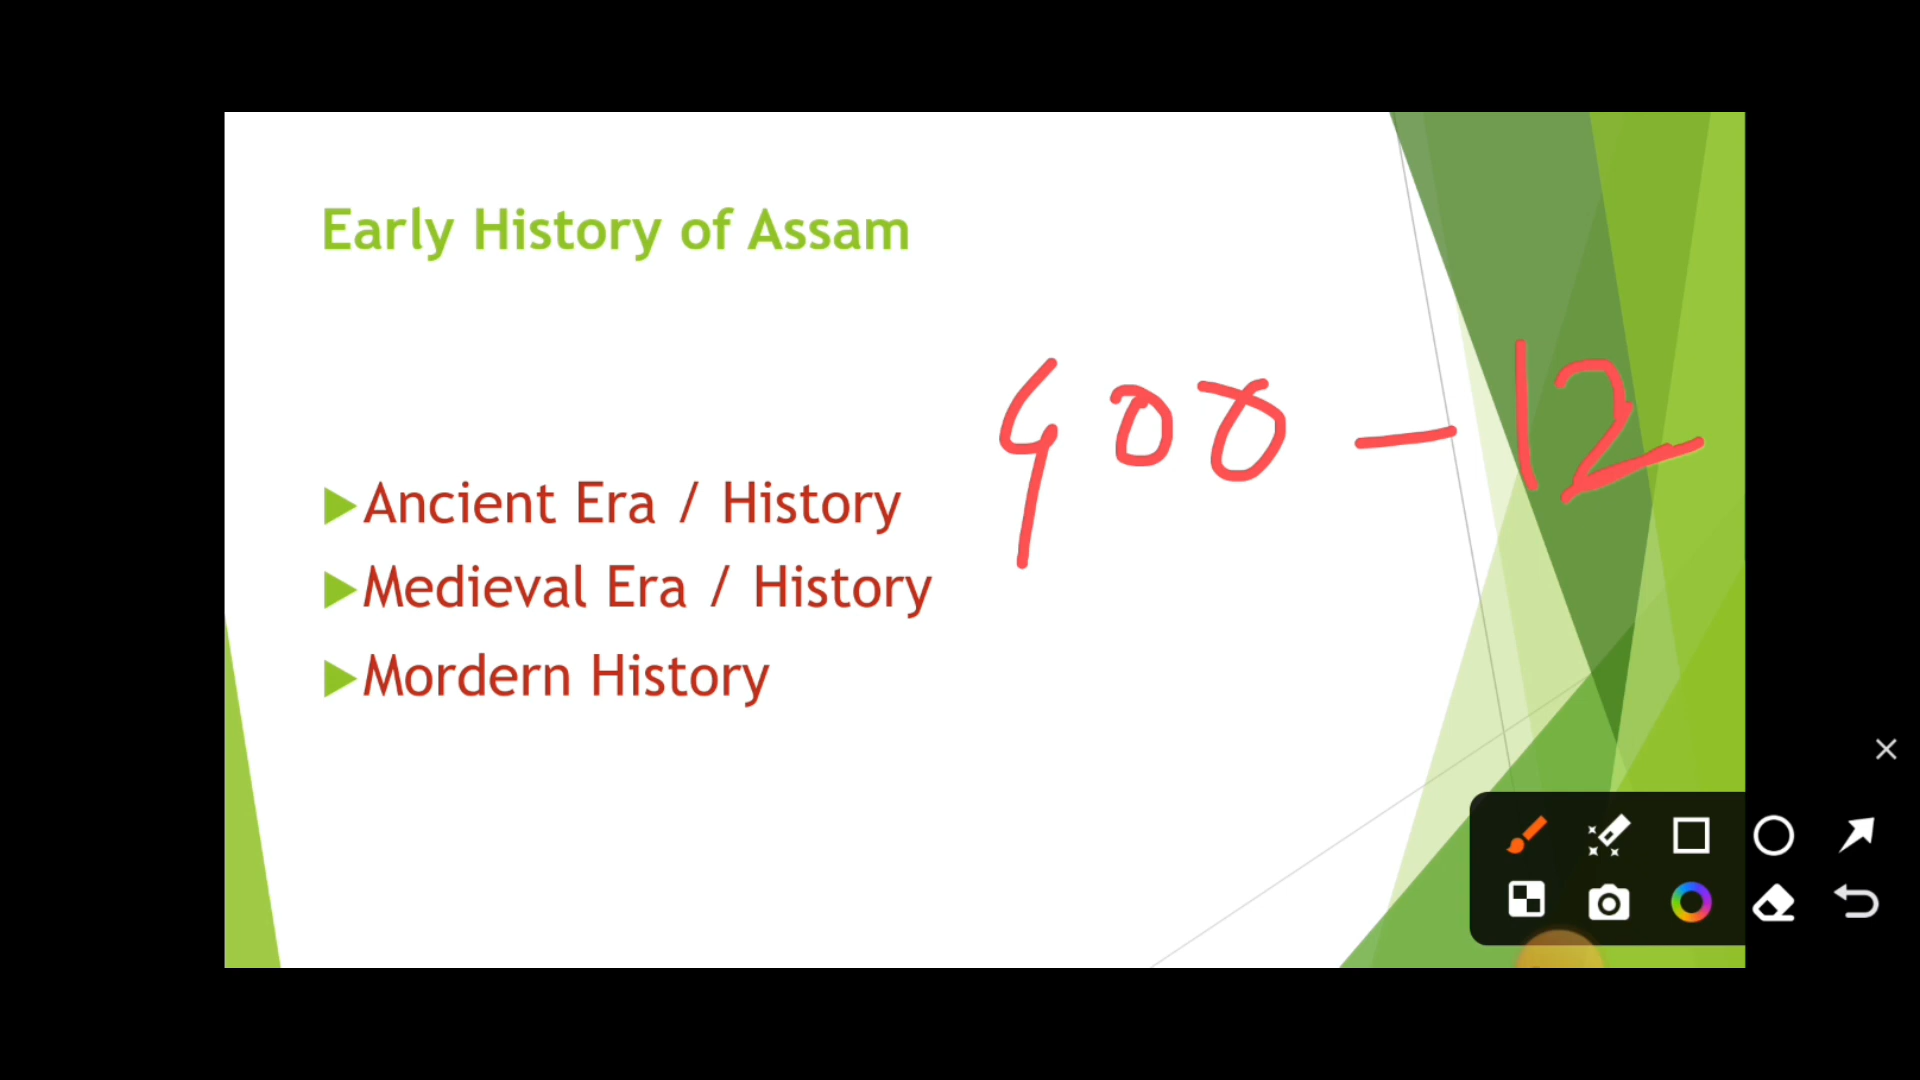 Early History of Assam
400 - 12
Ancient Era / History
Medieval Era / History
Mordern History